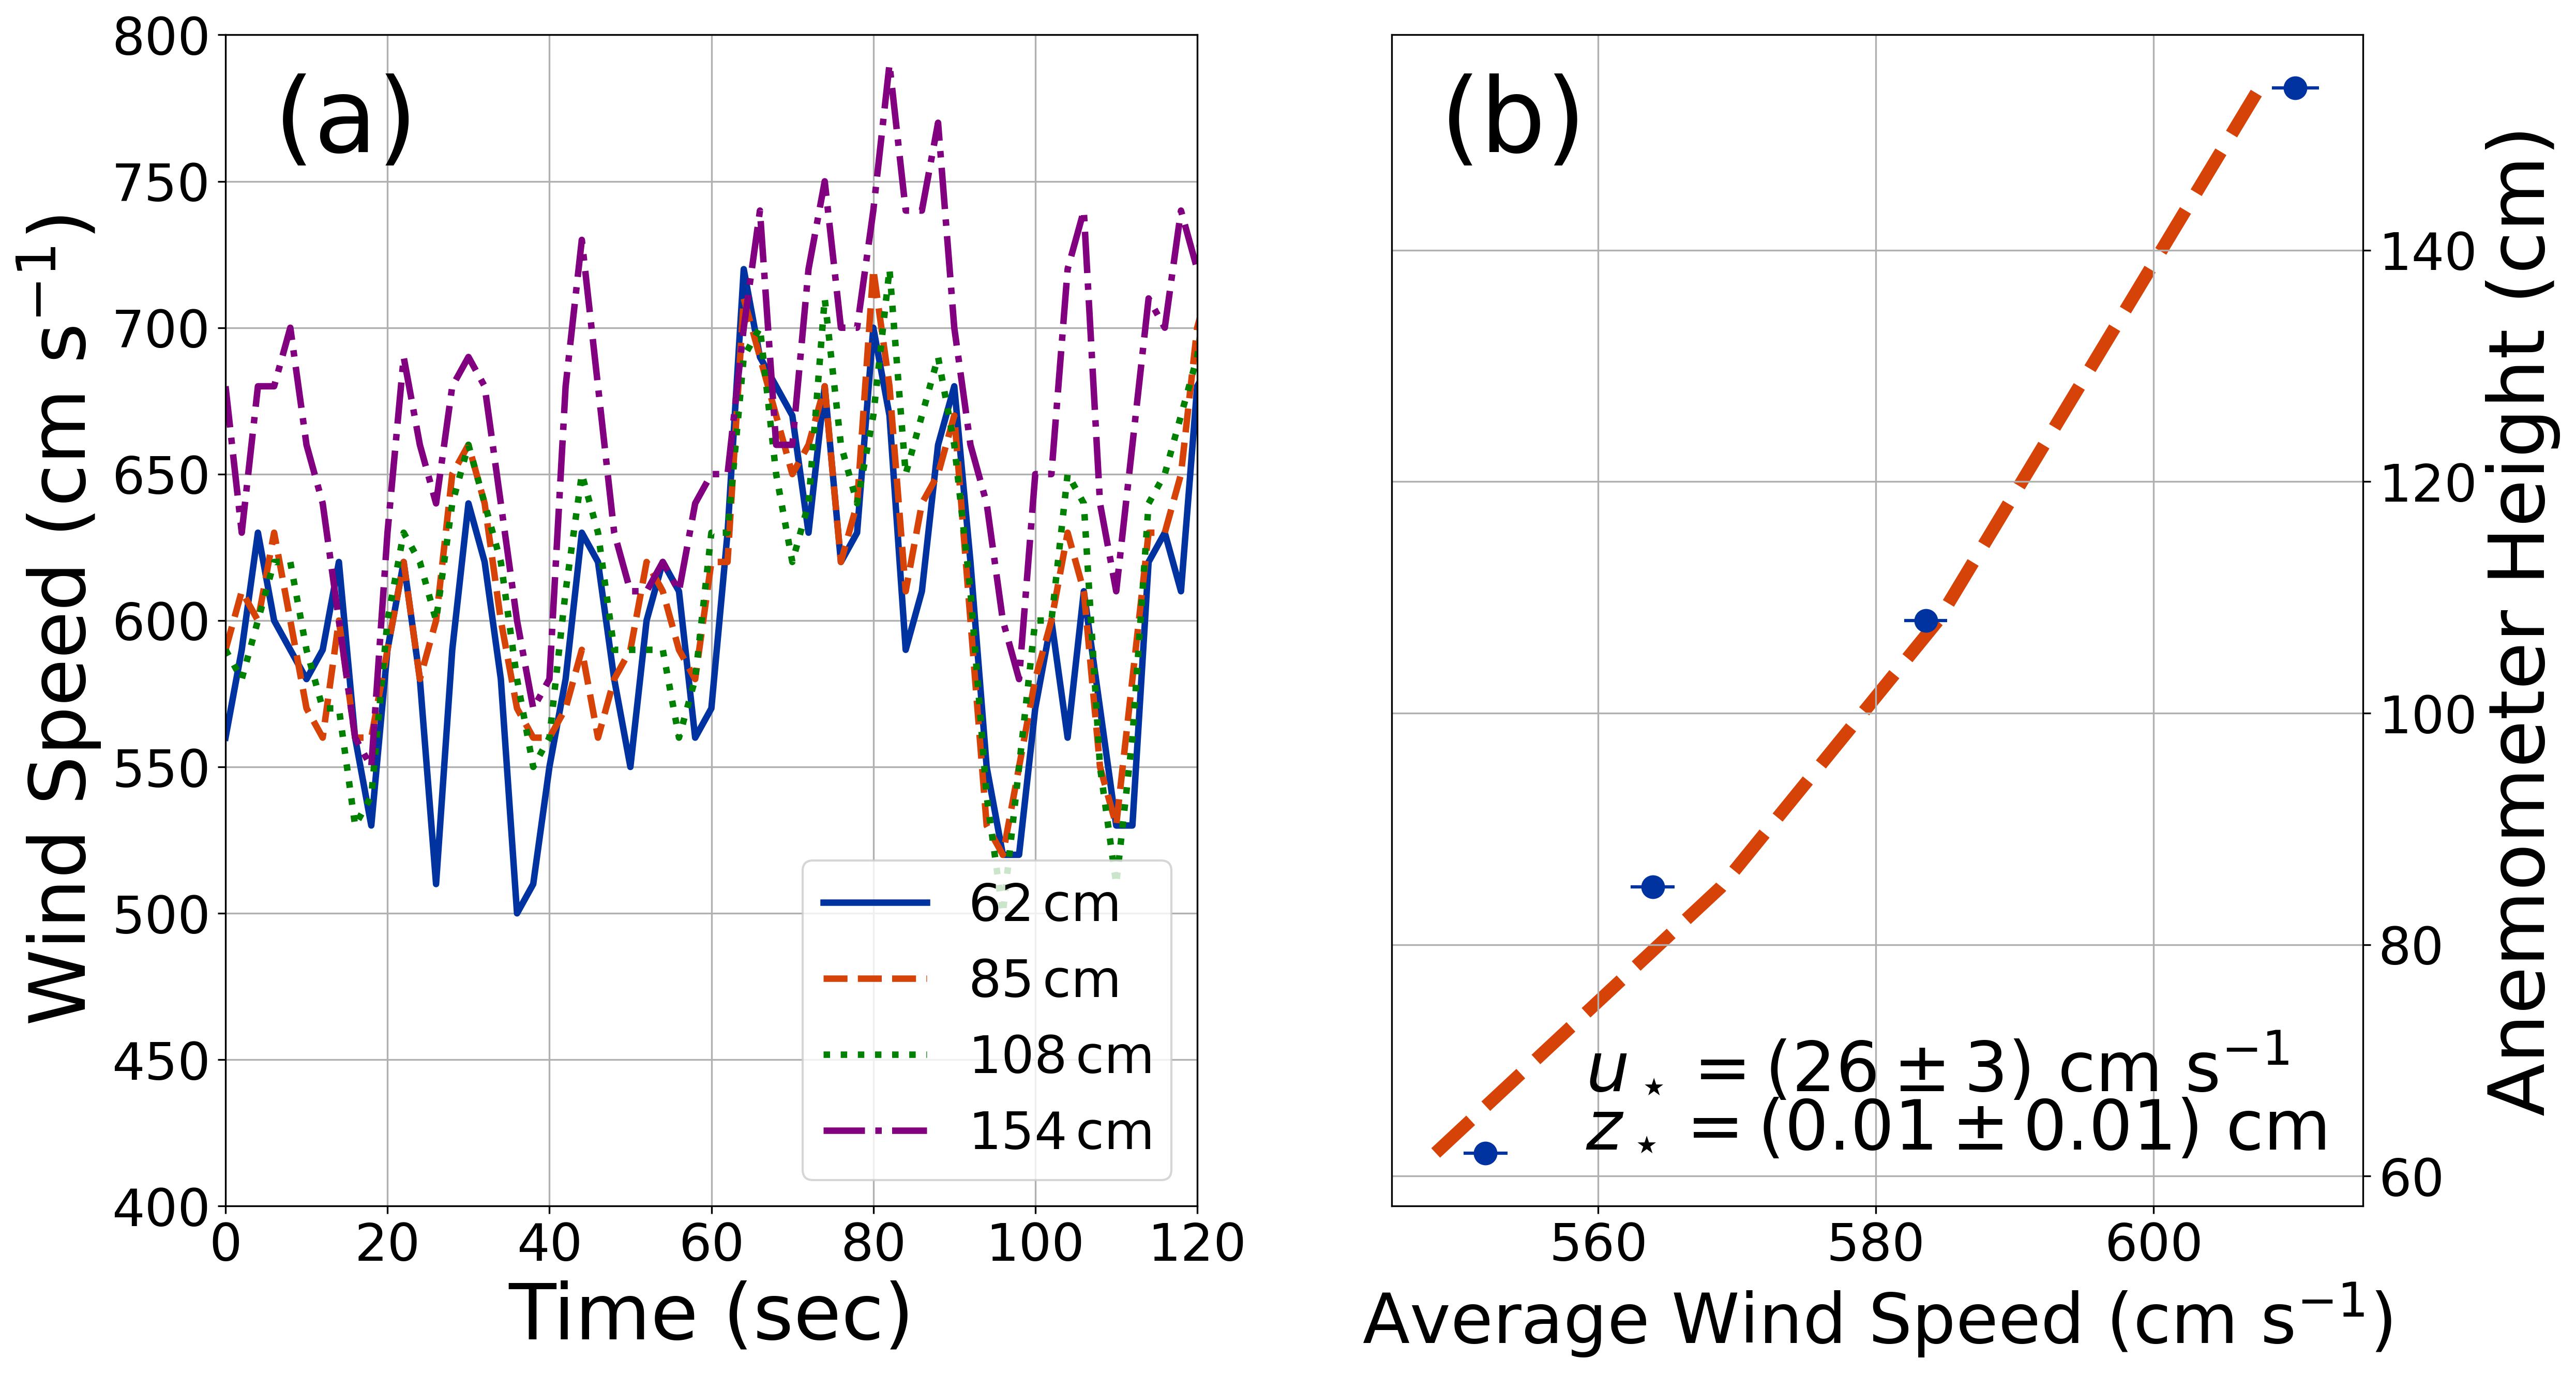 (a)
Wind Speed (cm s⁻¹)
800
750
700
650
600
550
500
450
400
0 20 40 60 80 100 120
Time (sec)
62 cm
85 cm
108 cm
154 cm
(b)
Anemometer Height (cm)
140
120
100
80
60
u⋆ = (26 ± 3) cm s⁻¹
z⋆ = (0.01 ± 0.01) cm
560 580 600
Average Wind Speed (cm s⁻¹)